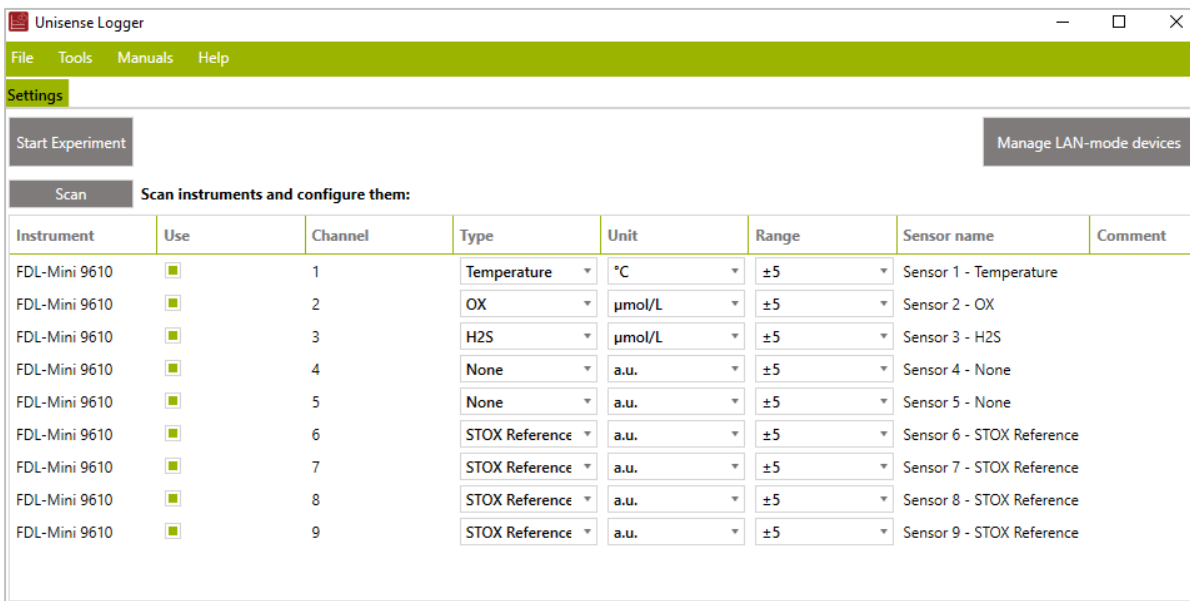 Unisense Logger
File Tools Manuals Help
Settings
Start Experiment Manage LAN-mode devices
Scan Scan instruments and configure them:
Instrument Use Channel Type Unit Range Sensor name Comment
FDL-Mini 9610 1 Temperature °C ±5 Sensor 1 - Temperature
FDL-Mini 9610 2 OX µmol/L ±5 Sensor 2 - OX
FDL-Mini 9610 3 H2S µmol/L ±5 Sensor 3 - H2S
FDL-Mini 9610 4 None a.u. ±5 Sensor 4 - None
FDL-Mini 9610 5 None a.u. ±5 Sensor 5 - None
FDL-Mini 9610 6 STOX Reference a.u. ±5 Sensor 6 - STOX Reference
FDL-Mini 9610 7 STOX Reference a.u. ±5 Sensor 7 - STOX Reference
FDL-Mini 9610 8 STOX Reference a.u. ±5 Sensor 8 - STOX Reference
FDL-Mini 9610 9 STOX Reference a.u. ±5 Sensor 9 - STOX Reference